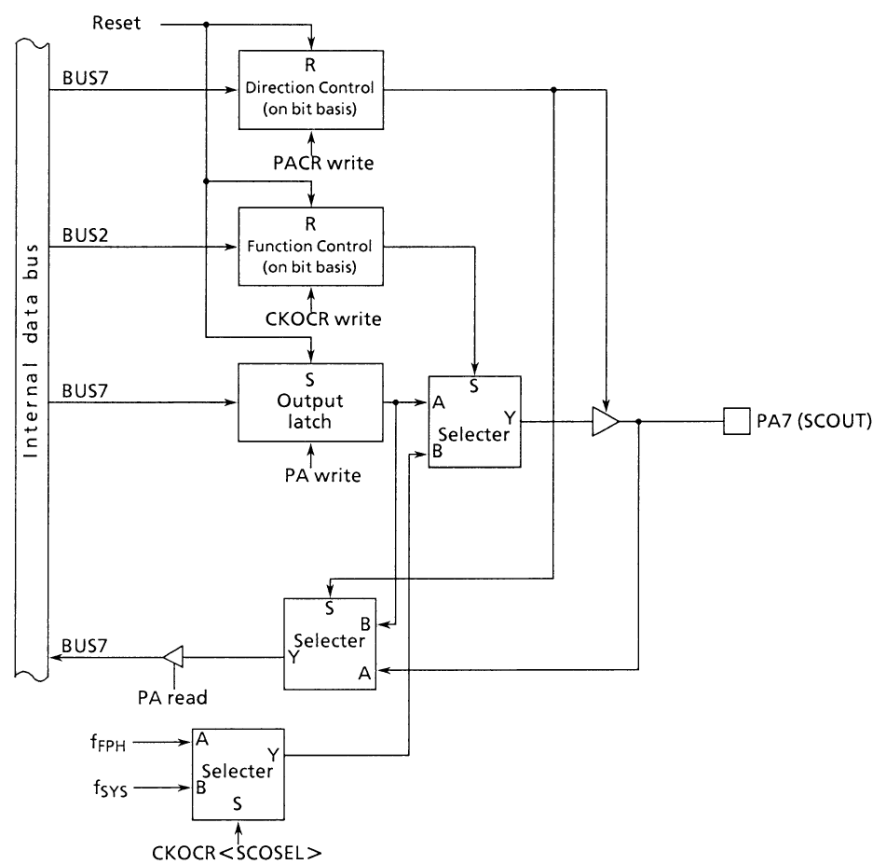 Reset
BUS7
R
Direction Control
(on bit basis)
PACR write
BUS2
R
Function Control
(on bit basis)
CKOCR write
Internal data bus
BUS7
S
Output
latch
PA write
S
A
Y
Selecter
B
PA7 (SCOUT)
S
B
Selecter
Y
A
BUS7
PA read
fFPH
A
Y
Selecter
fSYS
B
S
CKOCR<SCOSEL>